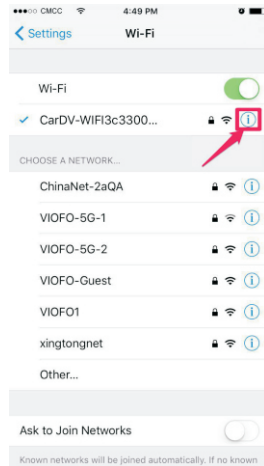 CMCC 4:49 PM
Settings Wi-Fi
Wi-Fi
CarDV-WIFI3c3300...
CHOOSE A NETWORK...
ChinaNet-2aQA
VIOFO-5G-1
VIOFO-5G-2
VIOFO-Guest
VIOFO1
xingtongnet
Other...
Ask to Join Networks
Known networks will be joined automatically. If no known